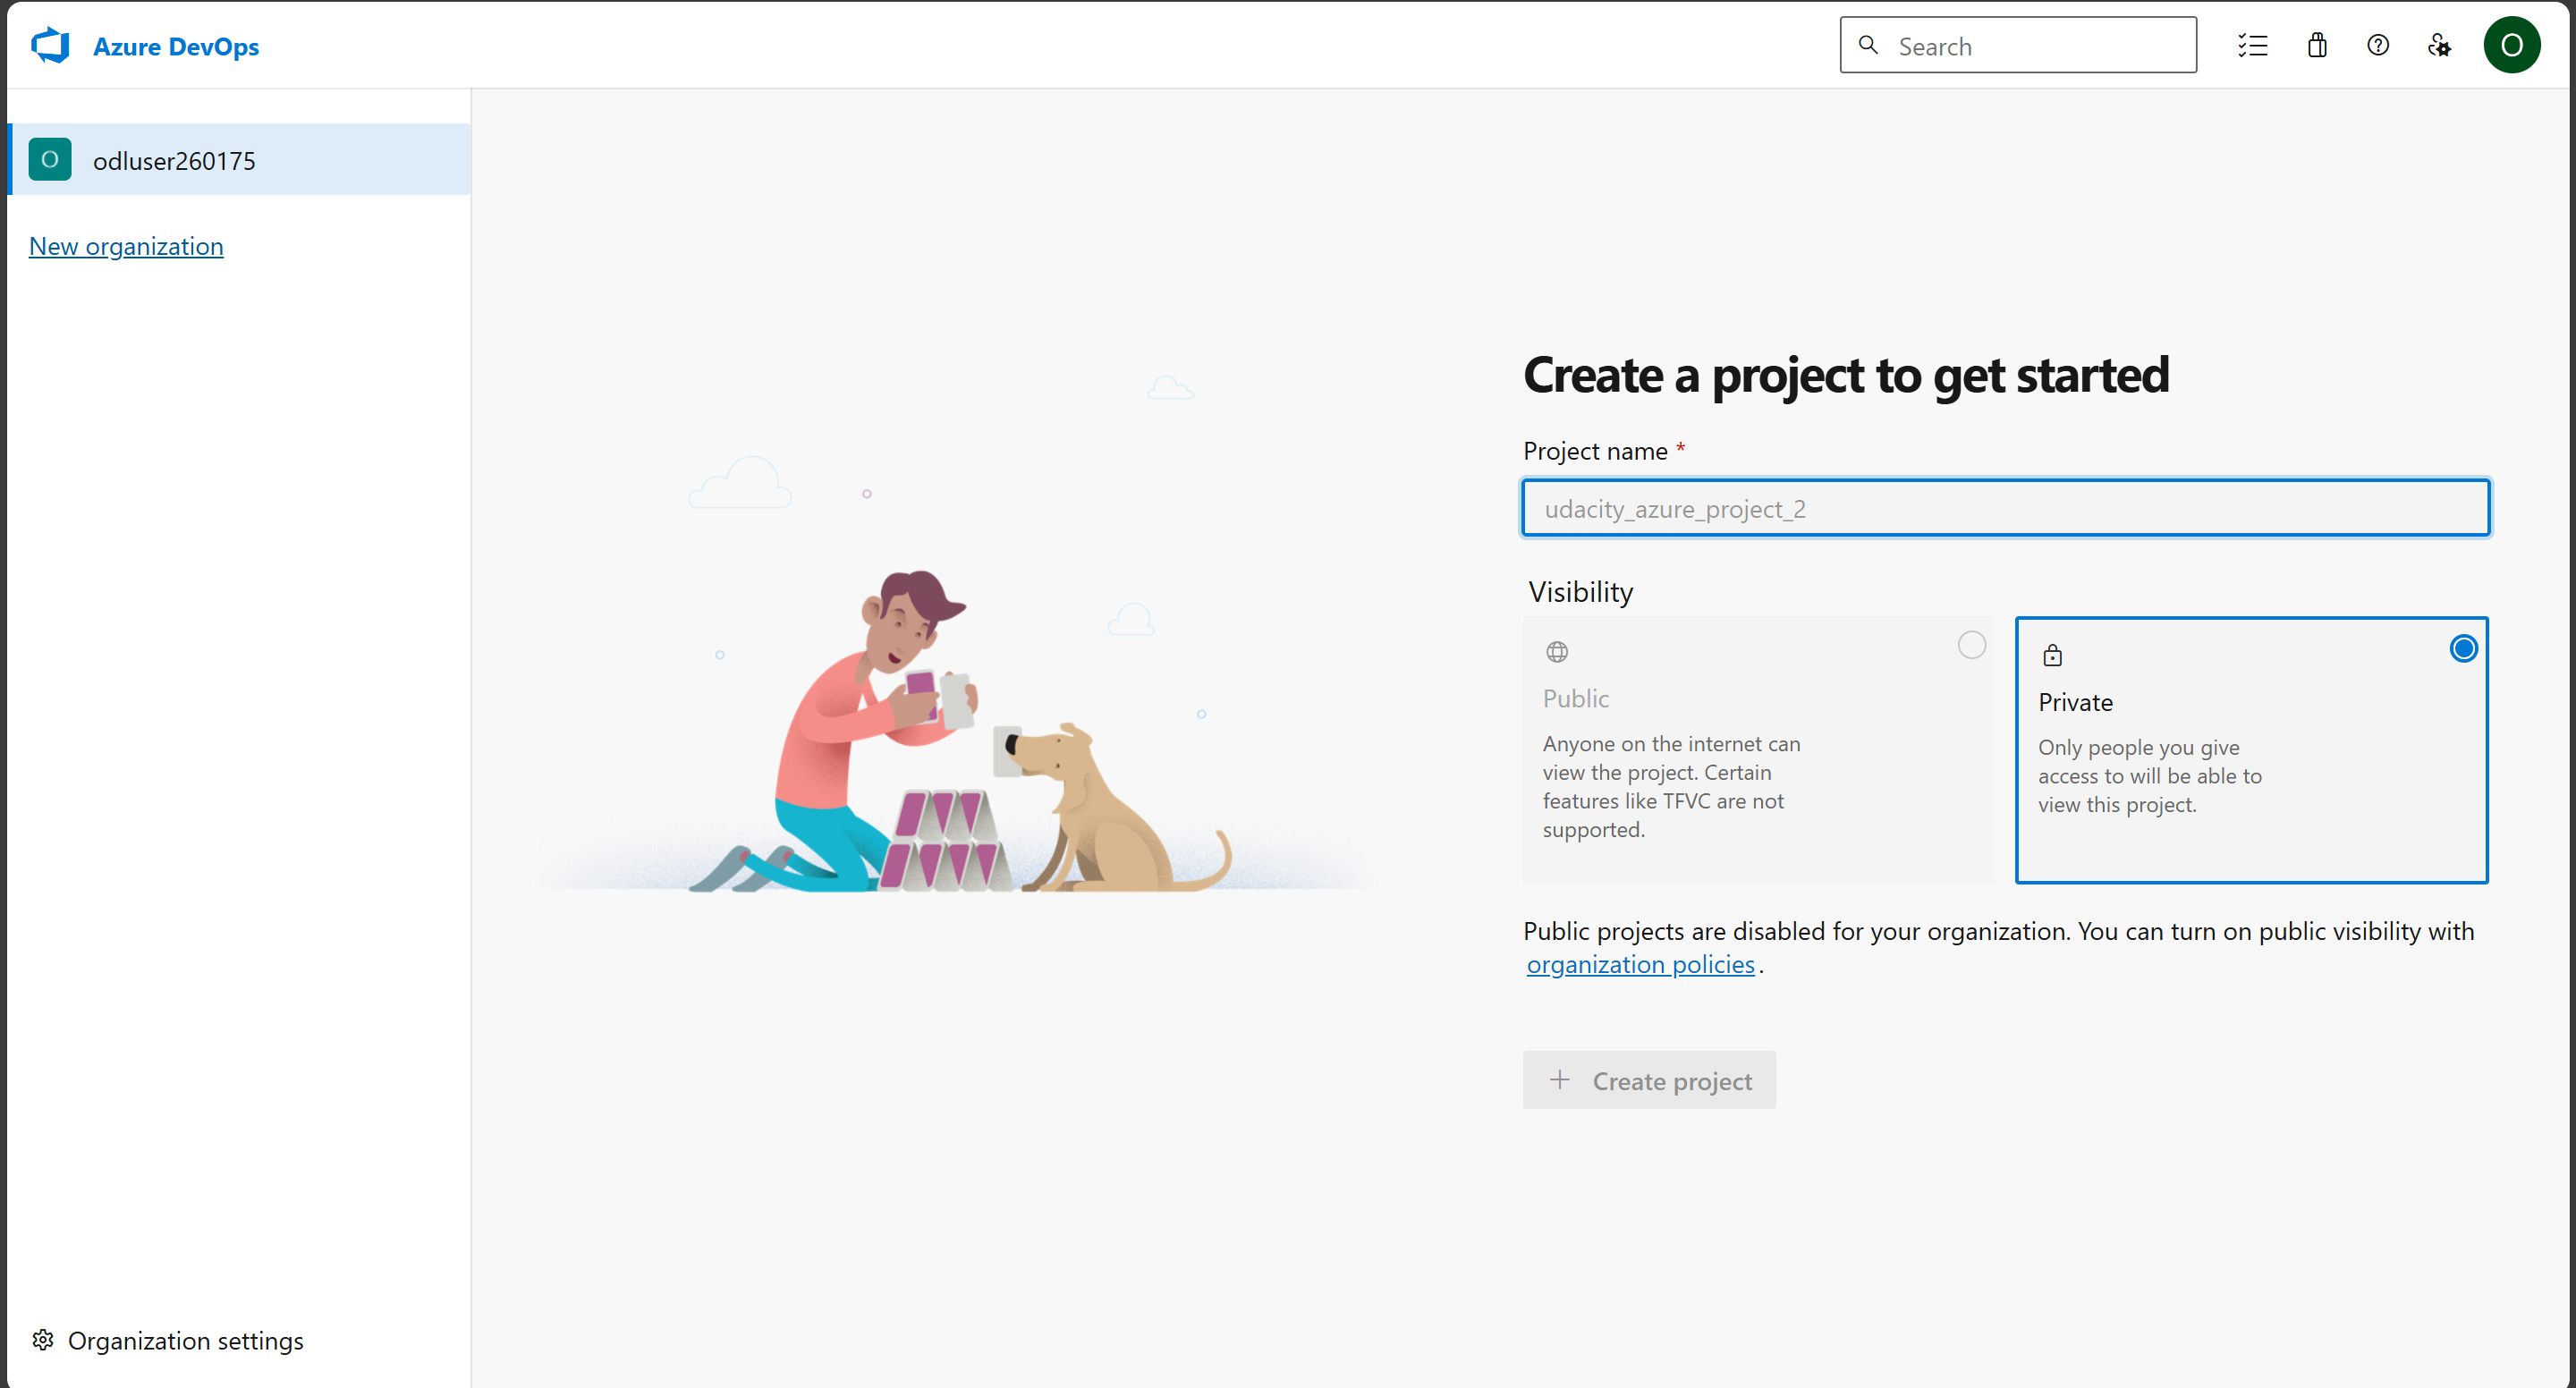 Azure DevOps
Search
O
O
odluser260175
New organization
Create a project to get started
Project name *
udacity_azure_project_2
Visibility
Public
Anyone on the internet can
view the project. Certain
features like TFVC are not
supported.
Private
Only people you give
access to will be able to
view this project.
Public projects are disabled for your organization. You can turn on public visibility with
organization policies.
+ Create project
Organization settings